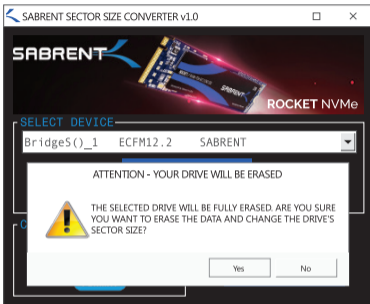 SABRENT SECTOR SIZE CONVERTER v1.0
SABRENT
SABRENT
ROCKET NVMe
SELECT DEVICE
BridgeS()_1 ECFM12.2 SABRENT
ATTENTION - YOUR DRIVE WILL BE ERASED
THE SELECTED DRIVE WILL BE FULLY ERASED. ARE YOU SURE
YOU WANT TO ERASE THE DATA AND CHANGE THE DRIVE'S
SECTOR SIZE?
C
Yes No